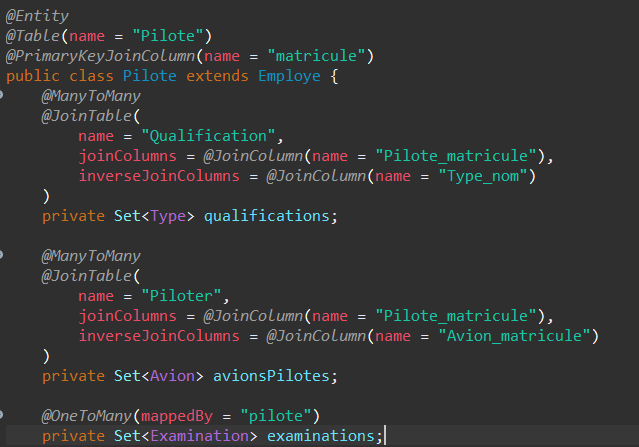 @Entity
@Table(name = "Pilote")
@PrimaryKeyJoinColumn(name = "matricule")
public class Pilote extends Employe {
    @ManyToMany
    @JoinTable(
        name = "Qualification",
        joinColumns = @JoinColumn(name = "Pilote_matricule"),
        inverseJoinColumns = @JoinColumn(name = "Type_nom")
    )
    private Set<Type> qualifications;

    @ManyToMany
    @JoinTable(
        name = "Piloter",
        joinColumns = @JoinColumn(name = "Pilote_matricule"),
        inverseJoinColumns = @JoinColumn(name = "Avion_matricule")
    )
    private Set<Avion> avionsPilotes;

    @OneToMany(mappedBy = "pilote")
    private Set<Examination> examinations;